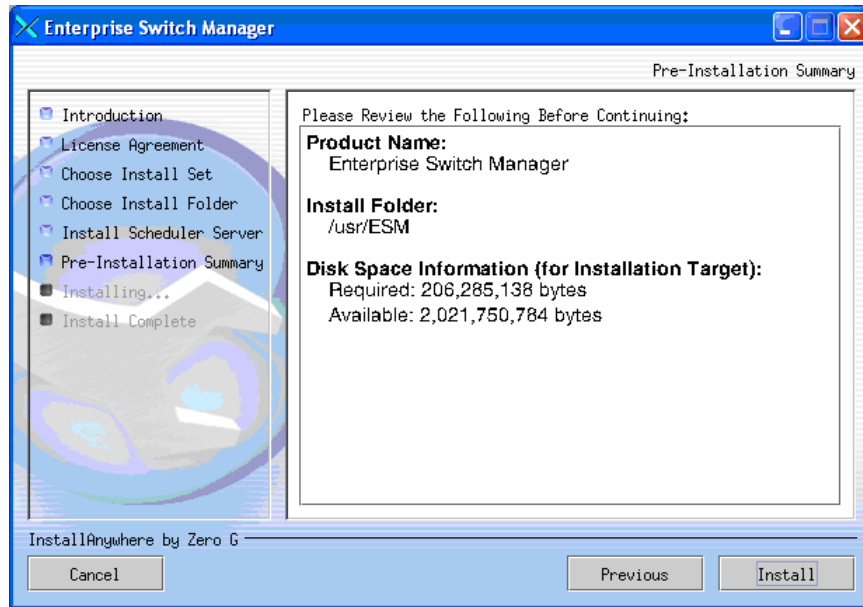 Enterprise Switch Manager
Pre-Installation Summary
Introduction
License Agreement
Choose Install Set
Choose Install Folder
Install Scheduler Server
Pre-Installation Summary
Installing...
Install Complete
Please Review the Following Before Continuing:
Product Name:
Enterprise Switch Manager
Install Folder:
/usr/ESM
Disk Space Information (for Installation Target):
Required: 206,285,138 bytes
Available: 2,021,750,784 bytes
InstallAnywhere by Zero G
Cancel
Previous
Install